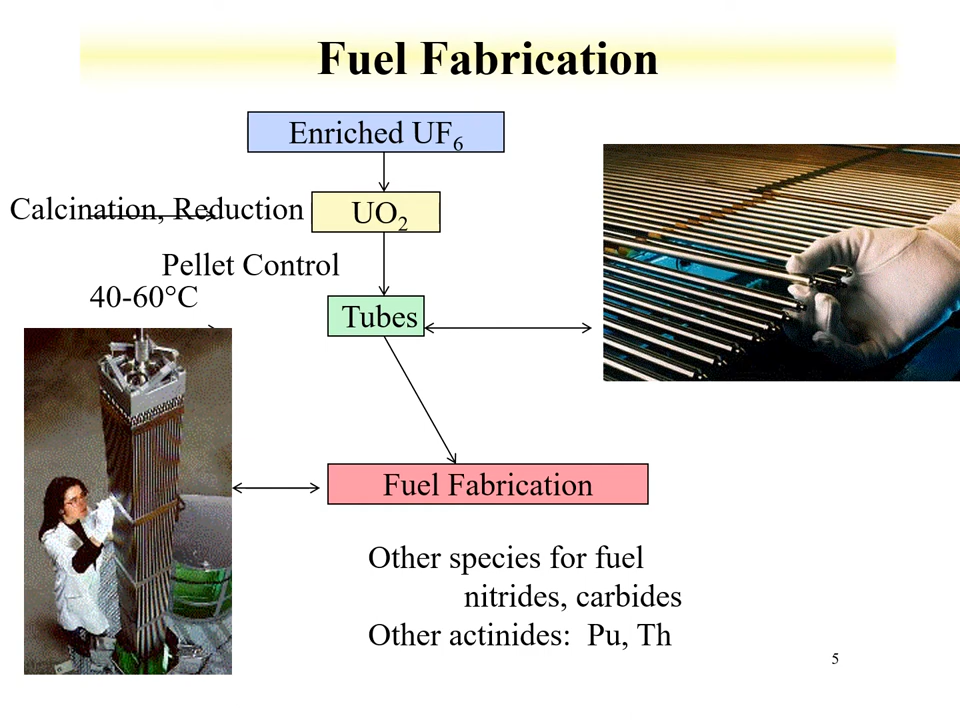 Fuel Fabrication
Enriched UF₆
Calcination, Reduction
UO₂
Pellet Control
40-60°C
Tubes
Fuel Fabrication
Other species for fuel
nitrides, carbides
Other actinides: Pu, Th
5